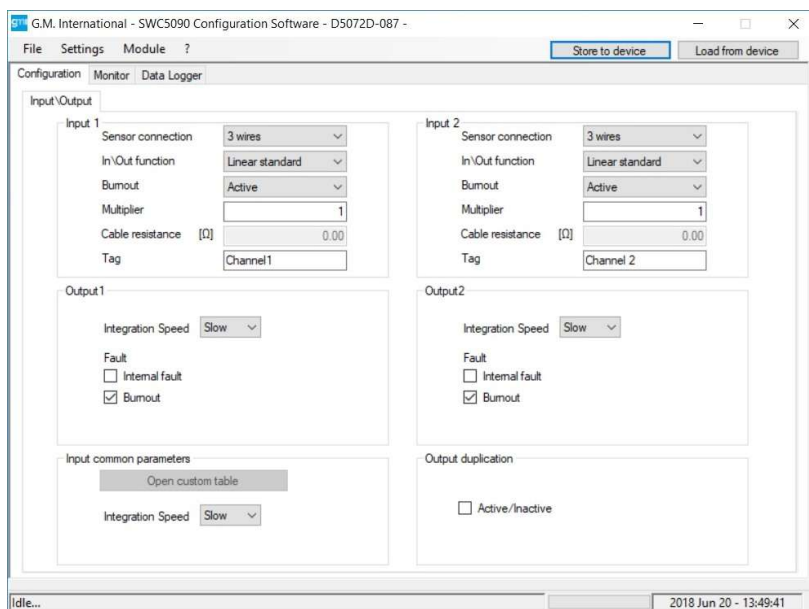 gmi G.M. International - SWC5090 Configuration Software - D5072D-087 -
File Settings Module ? Store to device Load from device
Configuration Monitor Data Logger
Input\Output
Input 1
Sensor connection 3 wires
In\Out function Linear standard
Burnout Active
Multiplier 1
Cable resistance [Ω] 0.00
Tag Channel1
Input 2
Sensor connection 3 wires
In\Out function Linear standard
Burnout Active
Multiplier 1
Cable resistance [Ω] 0.00
Tag Channel 2
Output1
Integration Speed Slow
Fault
Internal fault
Burnout
Output2
Integration Speed Slow
Fault
Internal fault
Burnout
Input common parameters
Open custom table
Integration Speed Slow
Output duplication
Active/Inactive
Idle... 2018 Jun 20 - 13:49:41